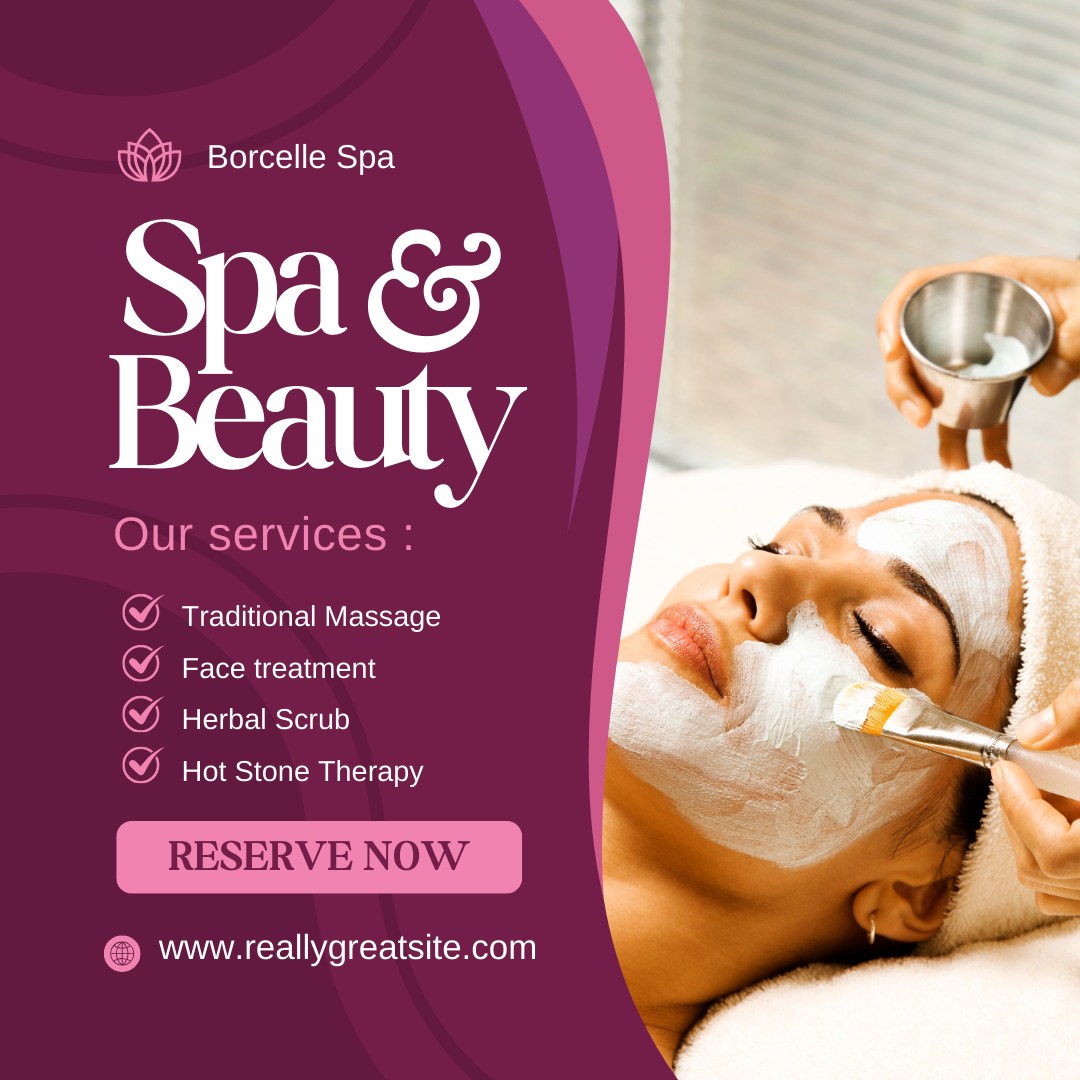 Borcelle Spa
Spa &
Beauty
Our services :
Traditional Massage
Face treatment
Herbal Scrub
Hot Stone Therapy
RESERVE NOW
www.reallygreatsite.com